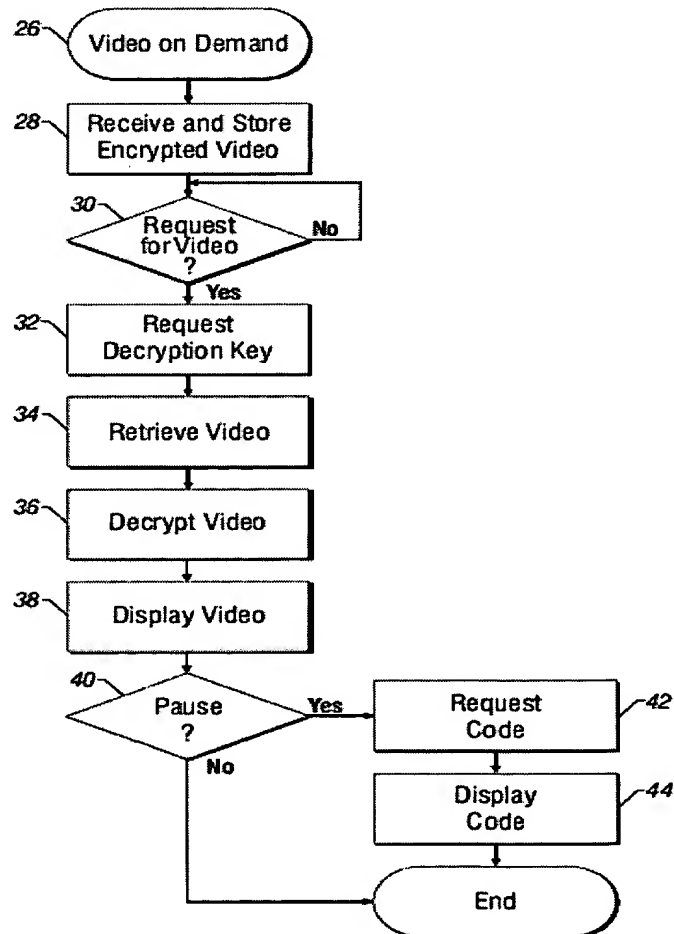 26
Video on Demand
28
Receive and Store
Encrypted Video
30
Request
for Video
?
No
Yes
32
Request
Decryption Key
34
Retrieve Video
36
Decrypt Video
38
Display Video
40
Pause
?
Yes
No
Request
Code
42
Display
Code
44
End